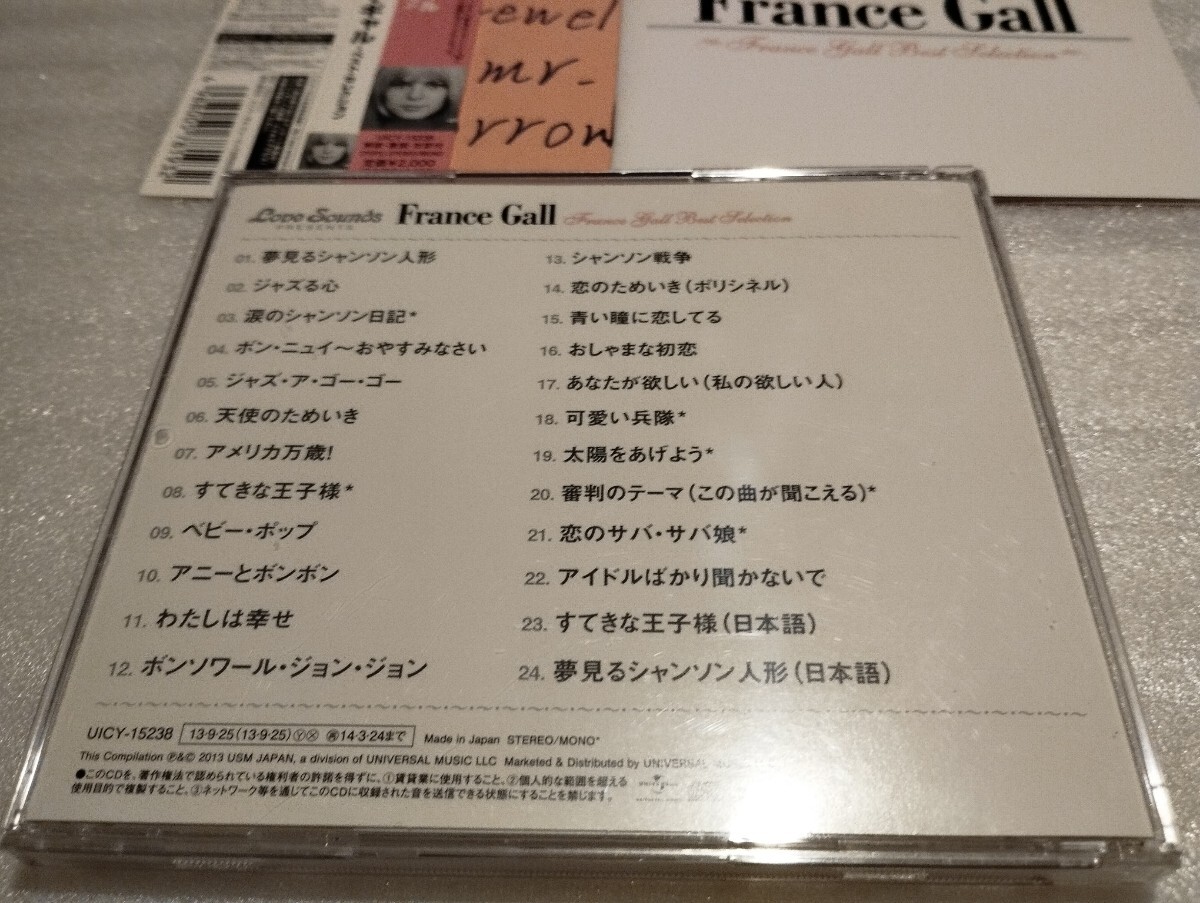 ewel
mr-
rrow
UICY-15238
定価¥2,000
France Gall
France Gall Best Selection
Love Sounds
PRESENTS
France Gall France Gall Best Selection
01. 夢見るシャンソン人形
02. ジャズる心
03. 涙のシャンソン日記*
04. ボン・ニュイ〜おやすみなさい
05. ジャズ・ア・ゴー・ゴー
06. 天使のためいき
07. アメリカ万歳!
08. すてきな王子様*
09. ベビー・ポップ
10. アニーとボンボン
11. わたしは幸せ
12. ボンソワール・ジョン・ジョン
13. シャンソン戦争
14. 恋のためいき(ポリシネル)
15. 青い瞳に恋してる
16. おしゃまな初恋
17. あなたが欲しい(私の欲しい人)
18. 可愛い兵隊*
19. 太陽をあげよう*
20. 審判のテーマ(この曲が聞こえる)*
21. 恋のサバ・サバ娘*
22. アイドルばかり聞かないで
23. すてきな王子様(日本語)
24. 夢見るシャンソン人形(日本語)
UICY-15238 13・9・25(13・9・25)ⓎⓍ ㊢14・3・24まで Made in Japan STEREO/MONO*
This Compilation ℗&© 2013 USM JAPAN, a division of UNIVERSAL MUSIC LLC Marketed & Distributed by UNIVERSAL
●このCDを、著作権法で認められている権利者の許諾を得ずに、①賃貸業に使用すること、②個人的な範囲を超える
使用目的で複製すること、③ネットワーク等を通じてこのCDに収録された音を送信できる状態にすることを禁じます。